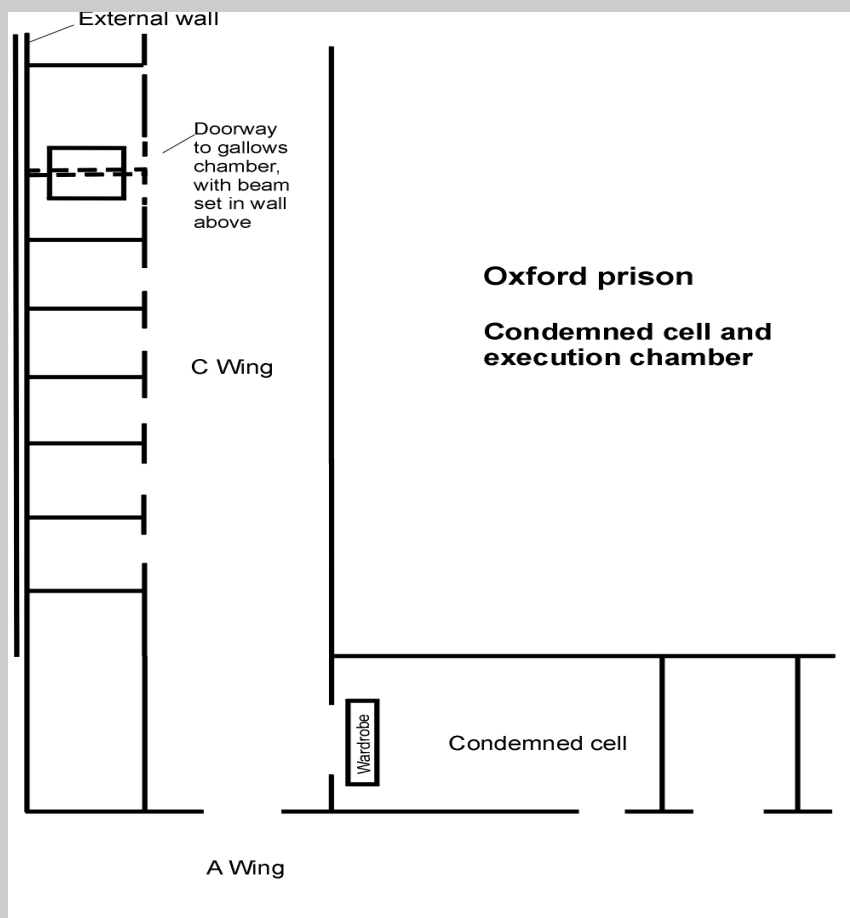 External wall
Doorway
to gallows
chamber,
with beam
set in wall
above
Oxford prison
Condemned cell and
execution chamber
C Wing
Wardrobe
Condemned cell
A Wing